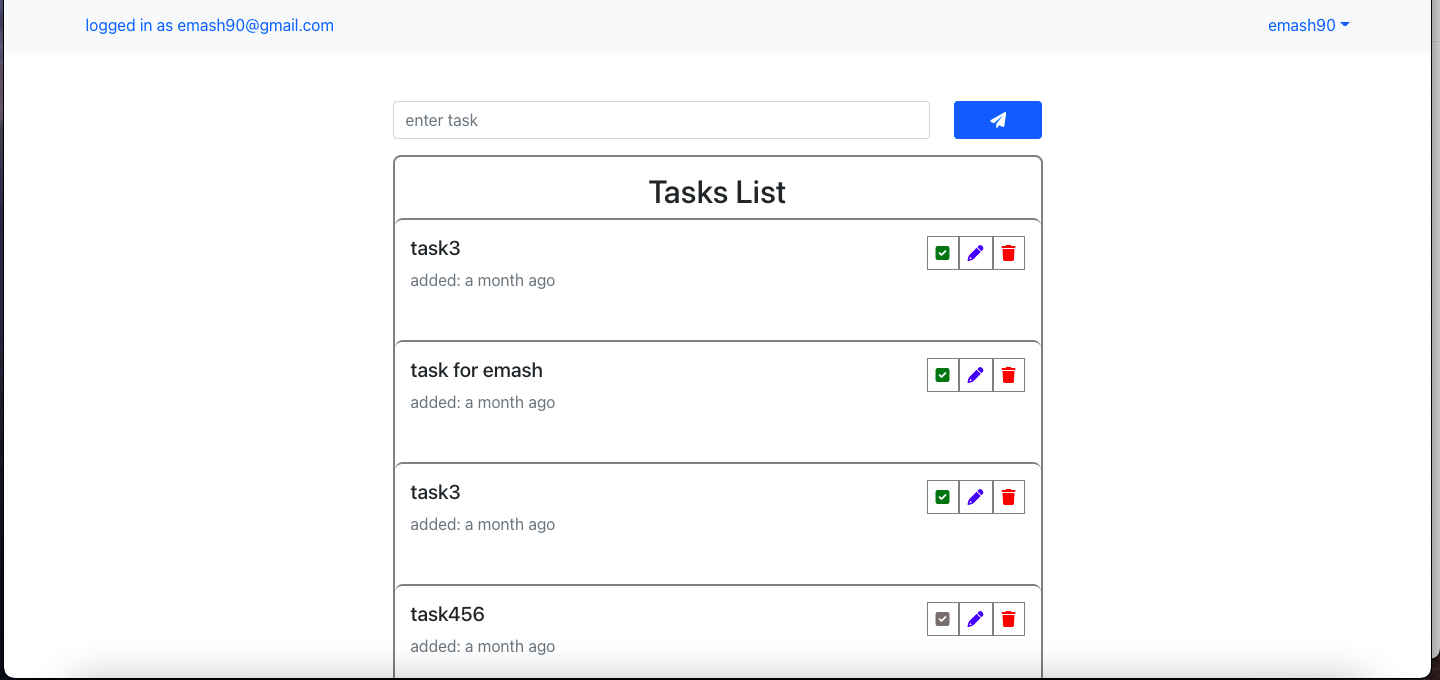 logged in as emash90@gmail.com
emash90
enter task
Tasks List
task3
added: a month ago
task for emash
added: a month ago
task3
added: a month ago
task456
added: a month ago